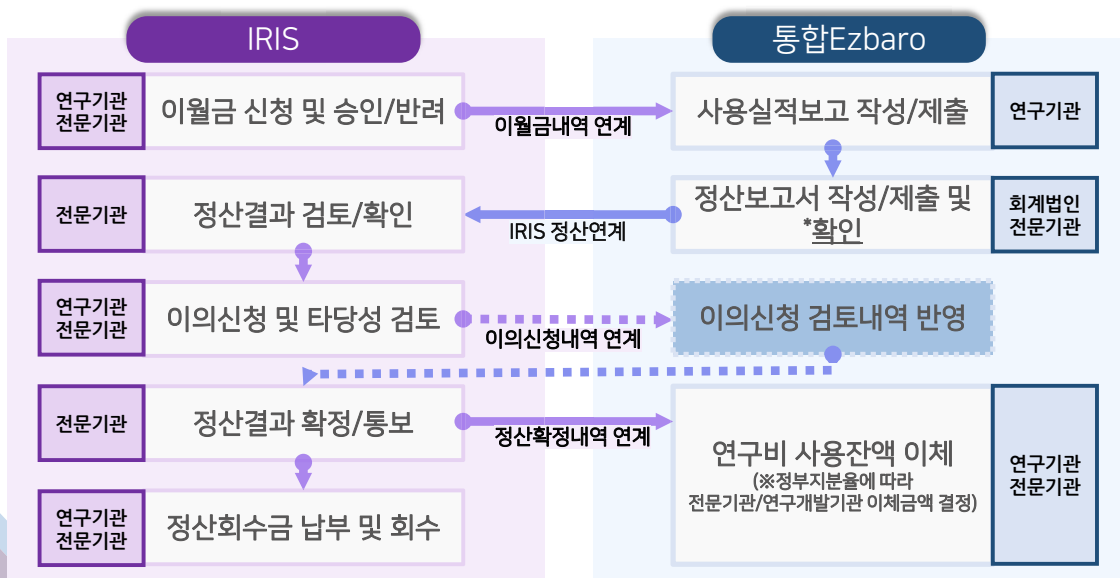 IRIS
통합Ezbaro
연구기관
전문기관
이월금 신청 및 승인/반려
이월금내역 연계
사용실적보고 작성/제출
연구기관
전문기관
정산결과 검토/확인
IRIS 정산연계
정산보고서 작성/제출 및
*확인
회계법인
전문기관
연구기관
전문기관
이의신청 및 타당성 검토
이의신청내역 연계
이의신청 검토내역 반영
전문기관
정산결과 확정/통보
정산확정내역 연계
연구비 사용잔액 이체
(※정부지분율에 따라
전문기관/연구개발기관 이체금액 결정)
연구기관
전문기관
연구기관
전문기관
정산회수금 납부 및 회수